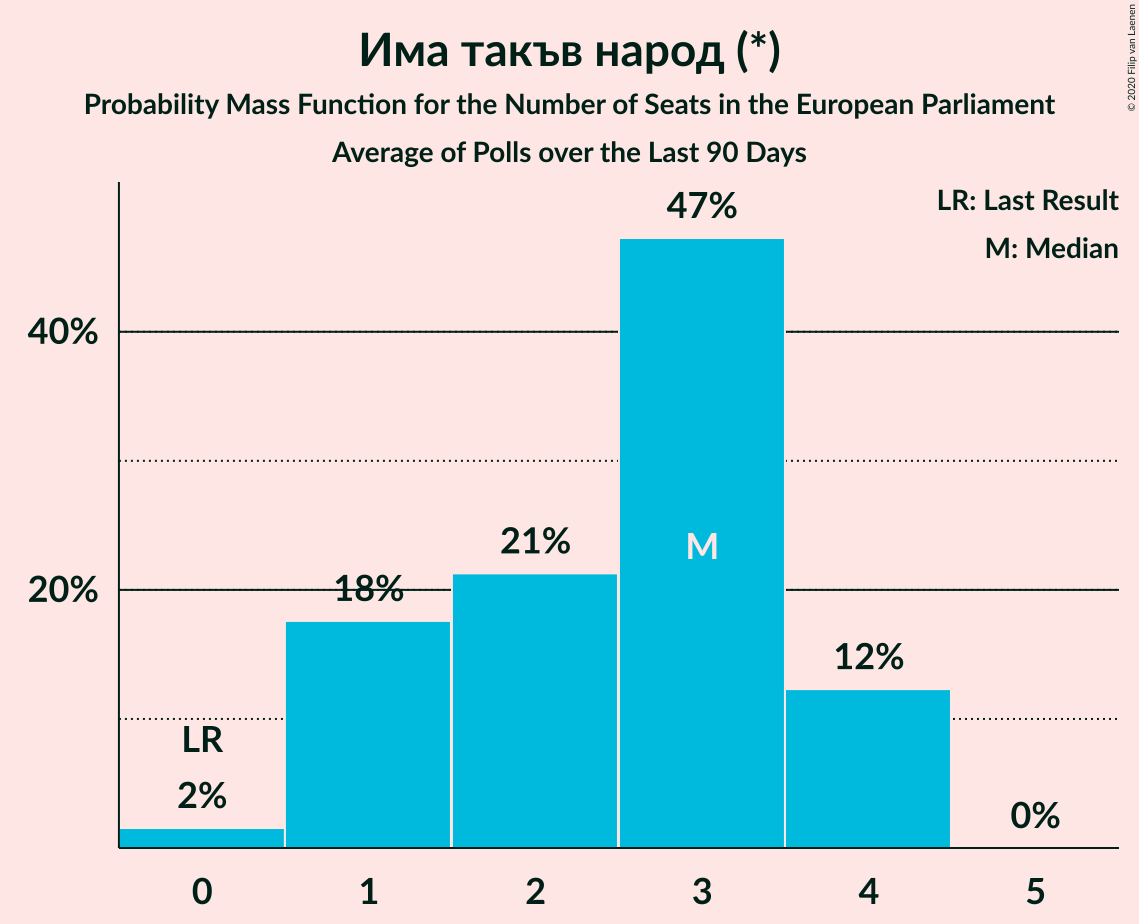 Има такъв народ (*)
Probability Mass Function for the Number of Seats in the European Parliament
Average of Polls over the Last 90 Days
© 2020 Filip van Laenen
LR: Last Result
M: Median
47%
40%
21%
M
20%
18%
12%
LR
2%
0%
0 1 2 3 4 5